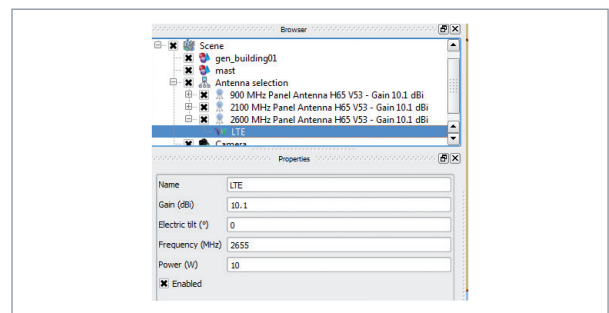 Browser
Scene
gen_building01
mast
Antenna selection
900 MHz Panel Antenna H65 V53 - Gain 10.1 dBi
2100 MHz Panel Antenna H65 V53 - Gain 10.1 dBi
2600 MHz Panel Antenna H65 V53 - Gain 10.1 dBi
LTE
Camera
Properties
Name LTE
Gain (dBi) 10.1
Electric tilt (°) 0
Frequency (MHz) 2655
Power (W) 10
Enabled